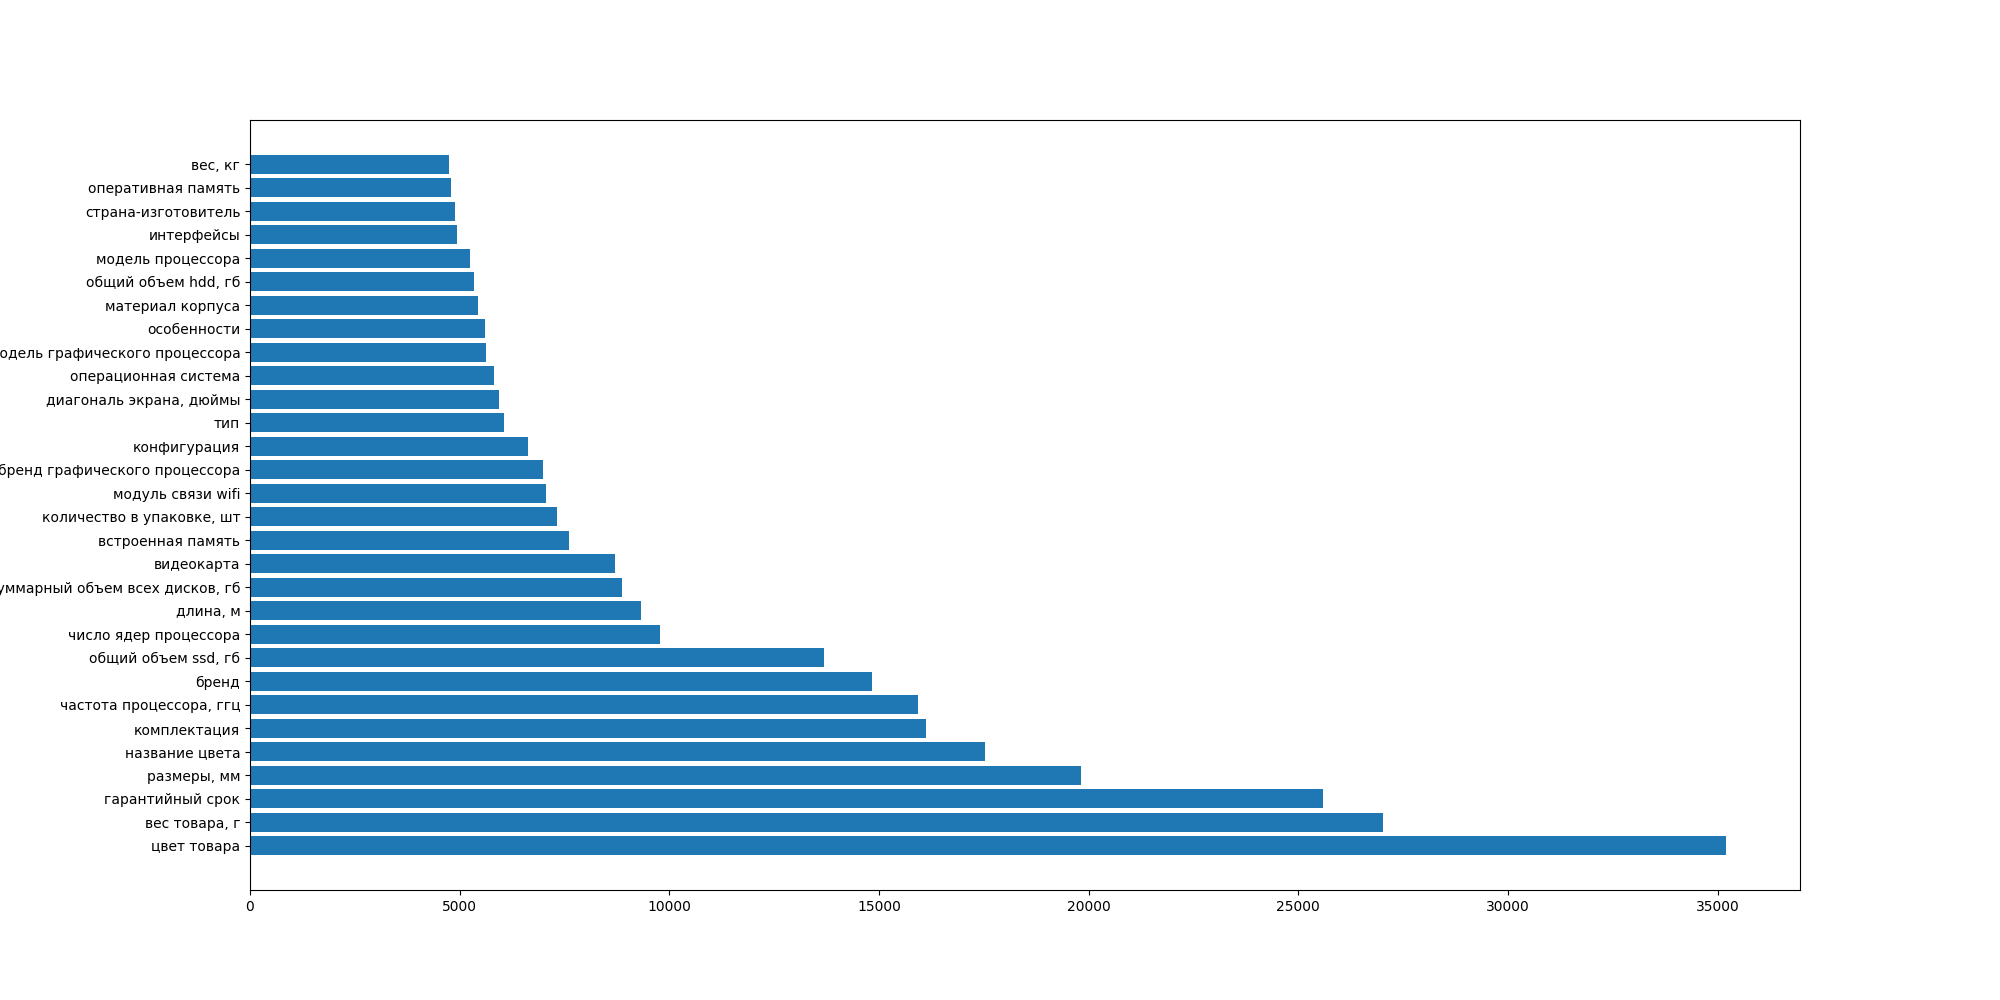 вес, кг
оперативная память
страна-изготовитель
интерфейсы
модель процессора
общий объем hdd, гб
материал корпуса
особенности
одель графического процессора
операционная система
диагональ экрана, дюймы
тип
конфигурация
бренд графического процессора
модуль связи wifi
количество в упаковке, шт
встроенная память
видеокарта
уммарный объем всех дисков, гб
длина, м
число ядер процессора
общий объем ssd, гб
бренд
частота процессора, ггц
комплектация
название цвета
размеры, мм
гарантийный срок
вес товара, г
цвет товара
0 5000 10000 15000 20000 25000 30000 35000